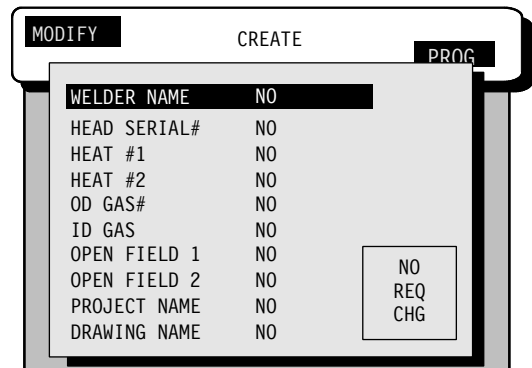 MODIFY
CREATE
PROG
WELDER NAME NO
HEAD SERIAL# NO
HEAT #1 NO
HEAT #2 NO
OD GAS# NO
ID GAS NO
OPEN FIELD 1 NO
OPEN FIELD 2 NO
PROJECT NAME NO
DRAWING NAME NO
NO
REQ
CHG